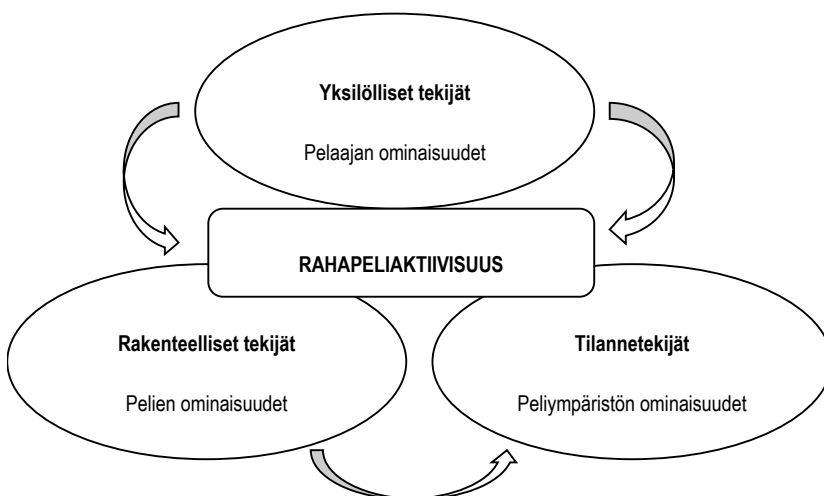 Yksilölliset tekijät
Pelaajan ominaisuudet
RAHAPELIAKTIIVISUUS
Rakenteelliset tekijät
Pelien ominaisuudet
Tilannetekijät
Peliympäristön ominaisuudet